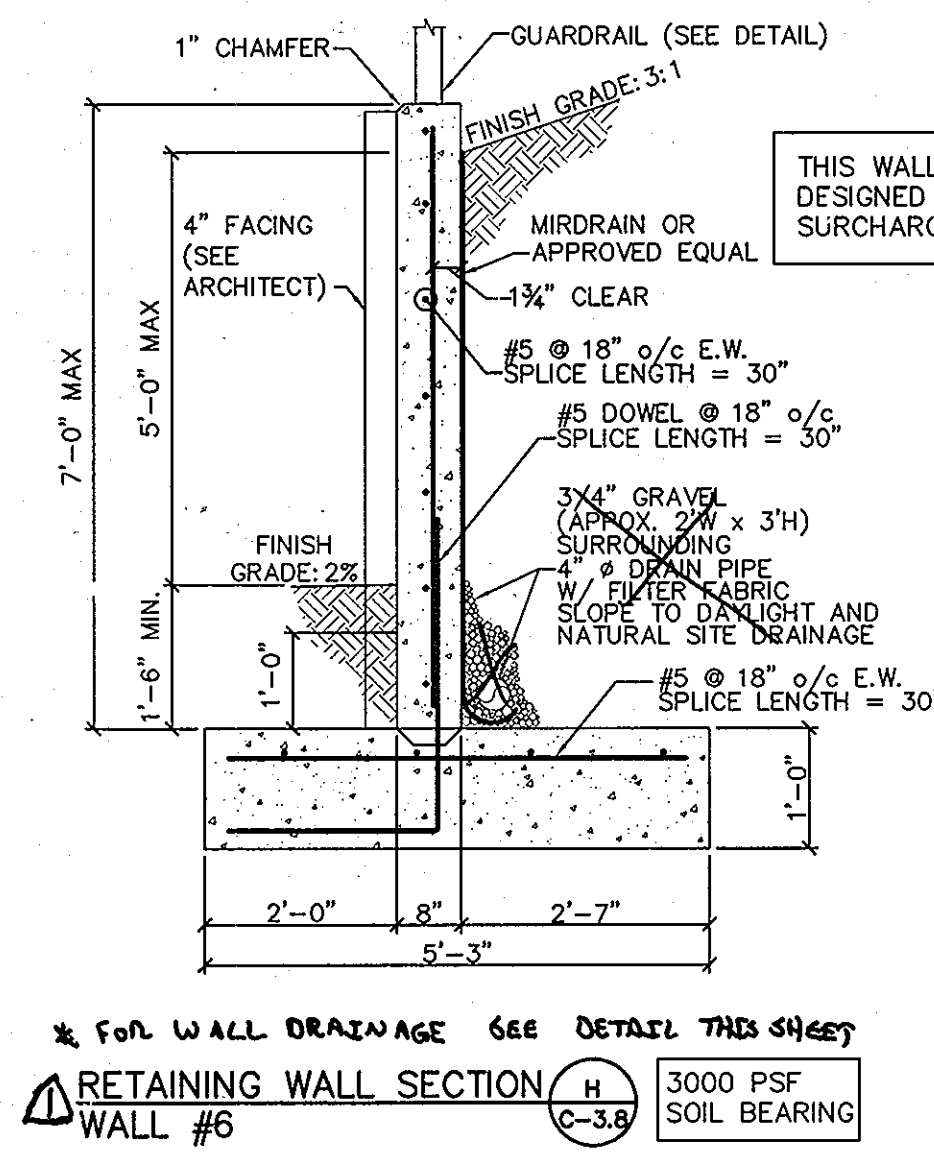 1" CHAMFER
GUARDRAIL (SEE DETAIL)
FINISH GRADE: 3:1
THIS WALL
DESIGNED
SURCHARG
4" FACING
(SEE
ARCHITECT)
MIRDRAIN OR
APPROVED EQUAL
1¾" CLEAR
7'-0" MAX
5'-0" MAX
#5 @ 18" o/c E.W.
SPLICE LENGTH = 30"
#5 DOWEL @ 18" o/c
SPLICE LENGTH = 30"
3/4" GRAVEL
(APPROX. 2'W x 3'H)
SURROUNDING
4" ø DRAIN PIPE
W/ FILTER FABRIC
SLOPE TO DAYLIGHT AND
NATURAL SITE DRAINAGE
FINISH
GRADE: 2%
1'-6" MIN.
1'-0"
#5 @ 18" o/c E.W.
SPLICE LENGTH = 30
1'-0"
2'-0"
8"
2'-7"
5'-3"
* FOR WALL DRAINAGE SEE DETAIL THIS SHEET
1
RETAINING WALL SECTION
WALL #6
H
C-3.8
3000 PSF
SOIL BEARING